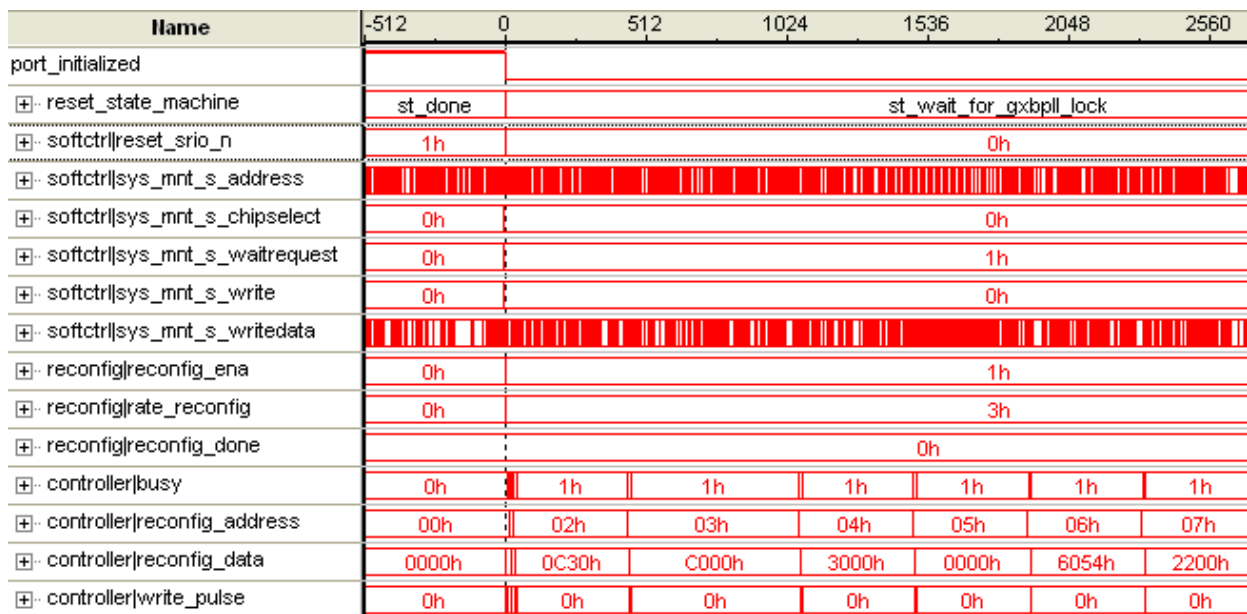 Name -512 0 512 1024 1536 2048 2560
port_initialized
reset_state_machine st_done st_wait_for_gxbpll_lock
softctrl|reset_srio_n 1h 0h
softctrl|sys_mnt_s_address
softctrl|sys_mnt_s_chipselect 0h 0h
softctrl|sys_mnt_s_waitrequest 0h 1h
softctrl|sys_mnt_s_write 0h 0h
softctrl|sys_mnt_s_writedata
reconfig|reconfig_ena 0h 1h
reconfig|rate_reconfig 0h 3h
reconfig|reconfig_done 0h
controller|busy 0h 1h 1h 1h 1h 1h 1h
controller|reconfig_address 00h 02h 03h 04h 05h 06h 07h
controller|reconfig_data 0000h 0C30h C000h 3000h 0000h 6054h 2200h
controller|write_pulse 0h 0h 0h 0h 0h 0h 0h